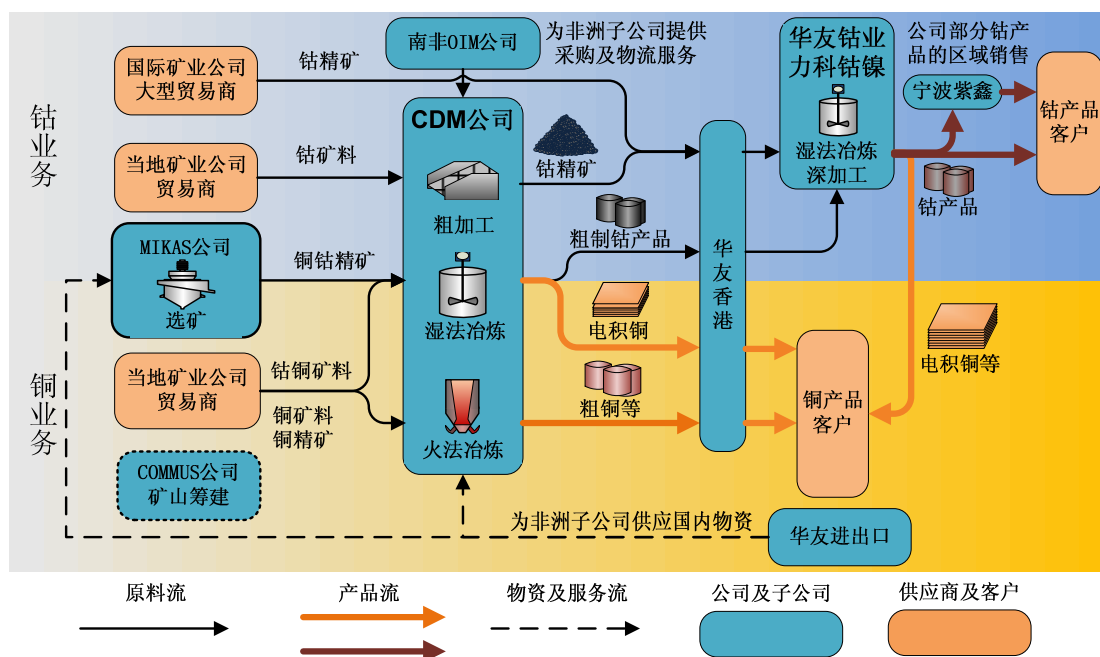 钴业务
铜业务
国际矿业公司
大型贸易商
钴精矿
南非OIM公司
为非洲子公司提供
采购及物流服务
华友钴业
力科钴镍
湿法冶炼
深加工
公司部分钴产
品的区域销售
宁波紫鑫
钴产品
客户
当地矿业公司
贸易商
钴矿料
CDM公司
粗加工
湿法冶炼
火法冶炼
钴精矿
粗制钴产品
华友香港
钴产品
MIKAS公司
选矿
铜钴精矿
电积铜
粗铜等
电积铜等
当地矿业公司
贸易商
钴铜矿料
铜矿料
铜精矿
铜产品
客户
COMMUS公司
矿山筹建
为非洲子公司供应国内物资
华友进出口
原料流
产品流
物资及服务流
公司及子公司
供应商及客户